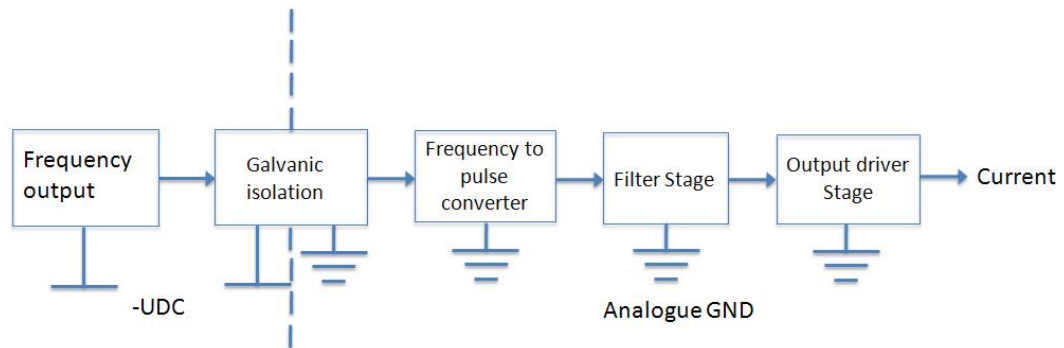 Frequency
output
Galvanic
isolation
Frequency to
pulse
converter
Filter Stage
Output driver
Stage
Current
-UDC
Analogue GND